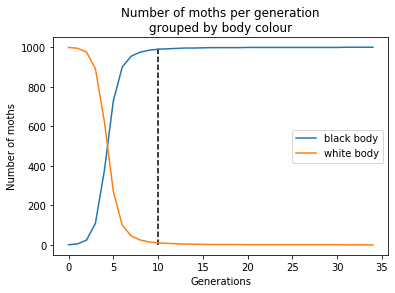 Number of moths per generation
grouped by body colour
Number of moths
1000
800
600
400
200
0
black body
white body
0 5 10 15 20 25 30 35
Generations